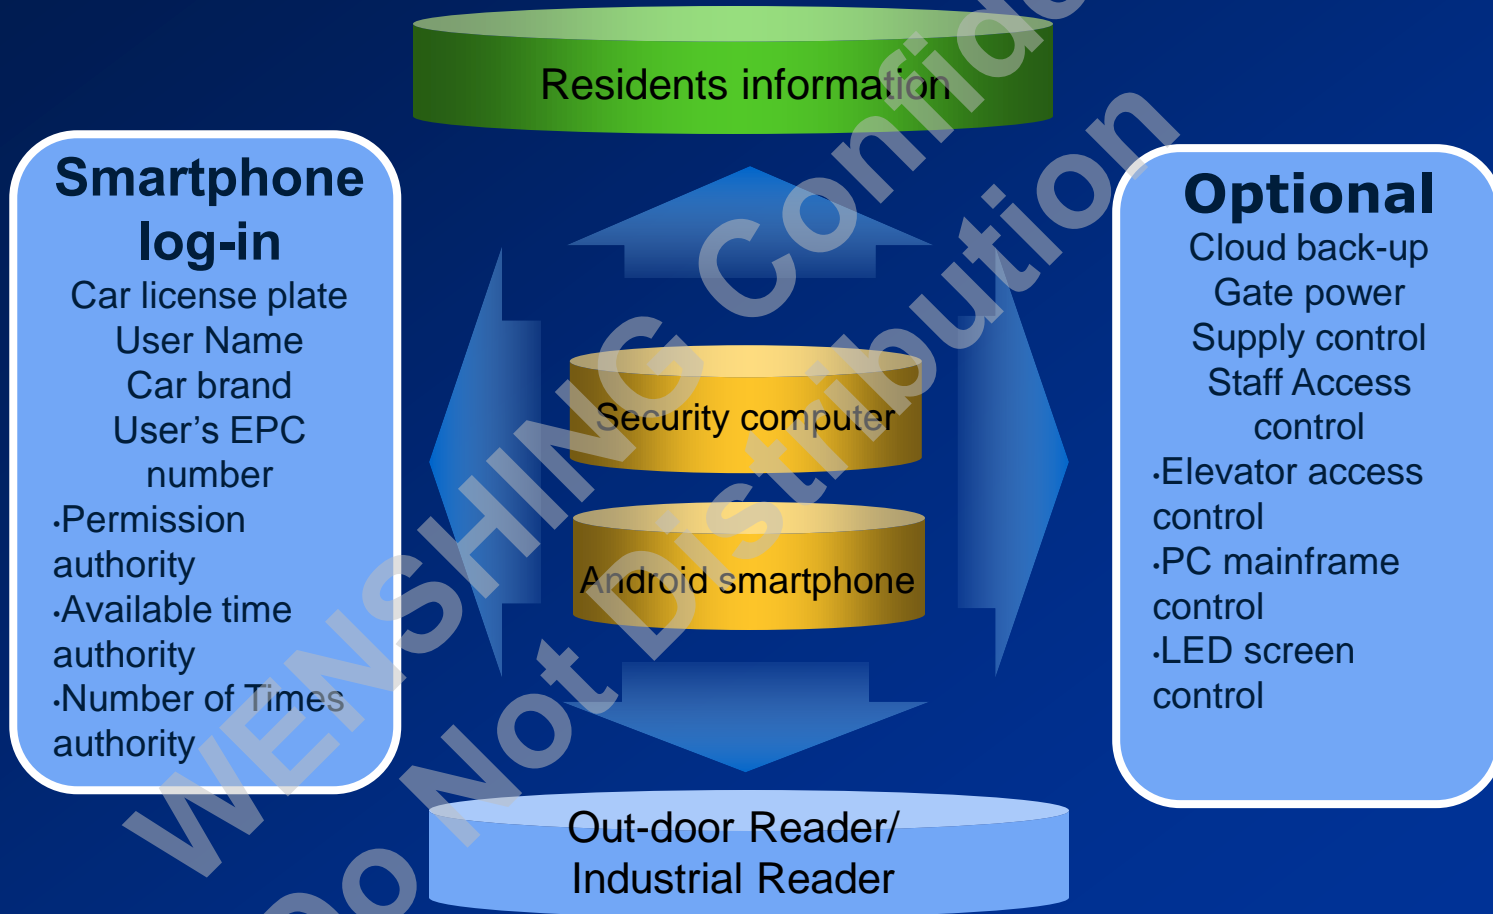 Residents information
Smartphone
log-in
Car license plate
User Name
Car brand
User’s EPC
number
•Permission
authority
•Available time
authority
•Number of Times
authority
Security computer
Android smartphone
Optional
Cloud back-up
Gate power
Supply control
Staff Access
control
•Elevator access
control
•PC mainframe
control
•LED screen
control
Out-door Reader/
Industrial Reader
WENSHING
Do Not Distribution